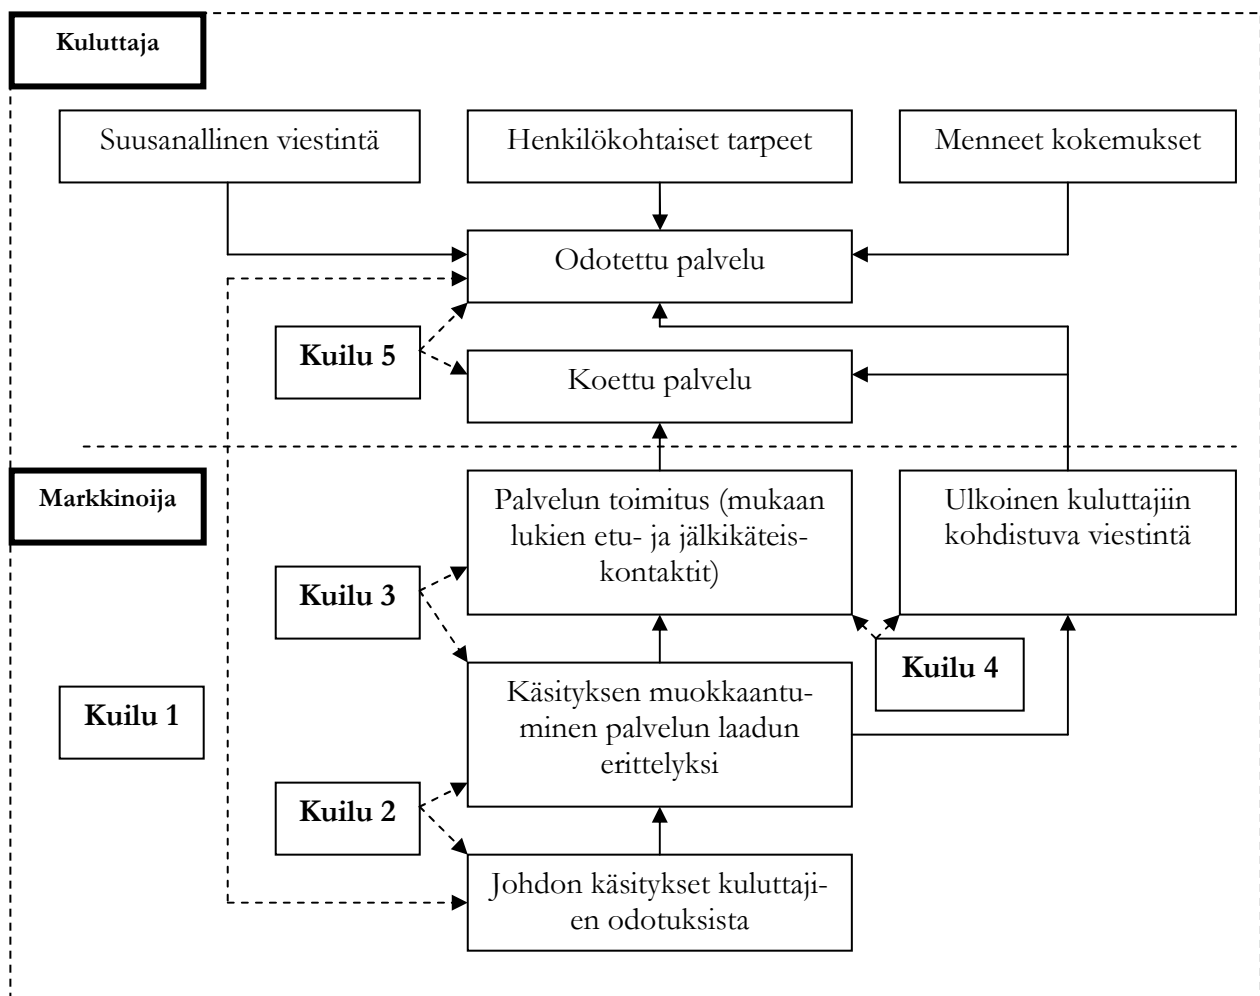 Kuluttaja
Suusanallinen viestintä
Henkilökohtaiset tarpeet
Menneet kokemukset
Odotettu palvelu
Kuilu 5
Koettu palvelu
Markkinoija
Palvelun toimitus (mukaan
lukien etu- ja jälkikäteis-
kontaktit)
Ulkoinen kuluttajiin
kohdistuva viestintä
Kuilu 3
Kuilu 4
Käsityksen muokkaantu-
minen palvelun laadun
erittelyksi
Kuilu 1
Kuilu 2
Johdon käsitykset kuluttaji-
en odotuksista